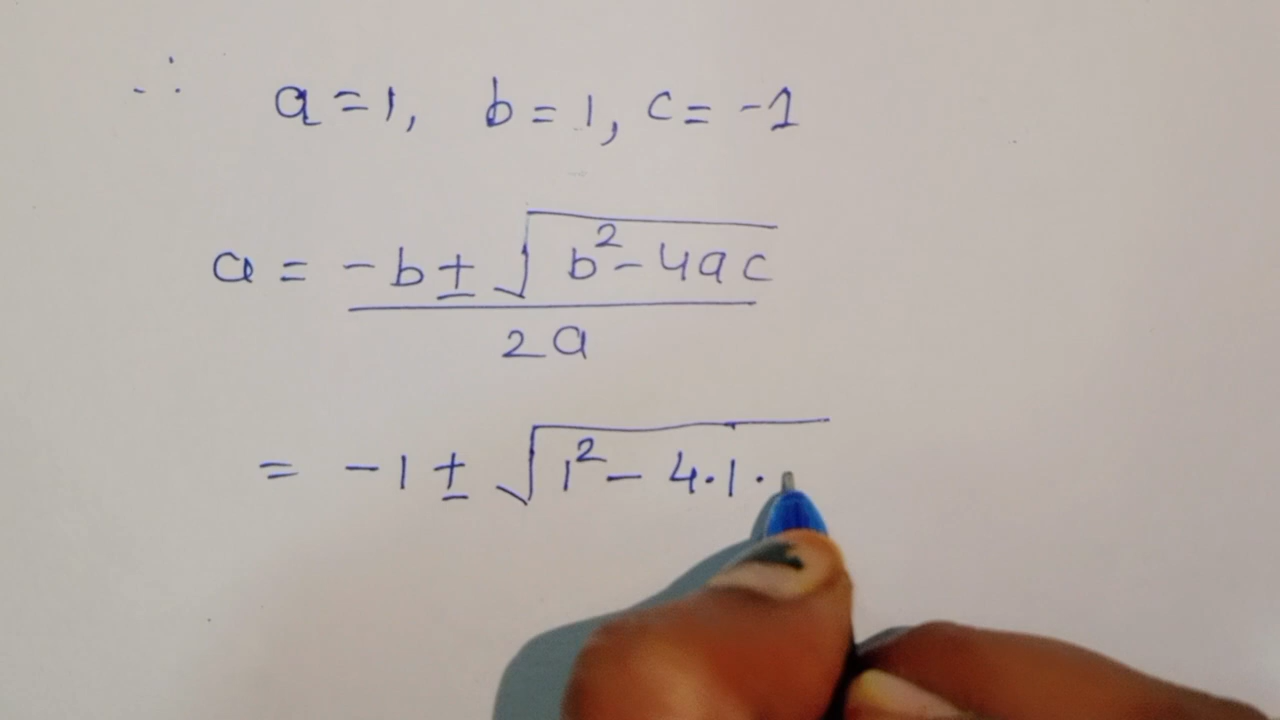 ∴ a = 1, b = 1, c = -1
a = -b ± √b² - 4ac
2a
= -1 ± √1² - 4·1·